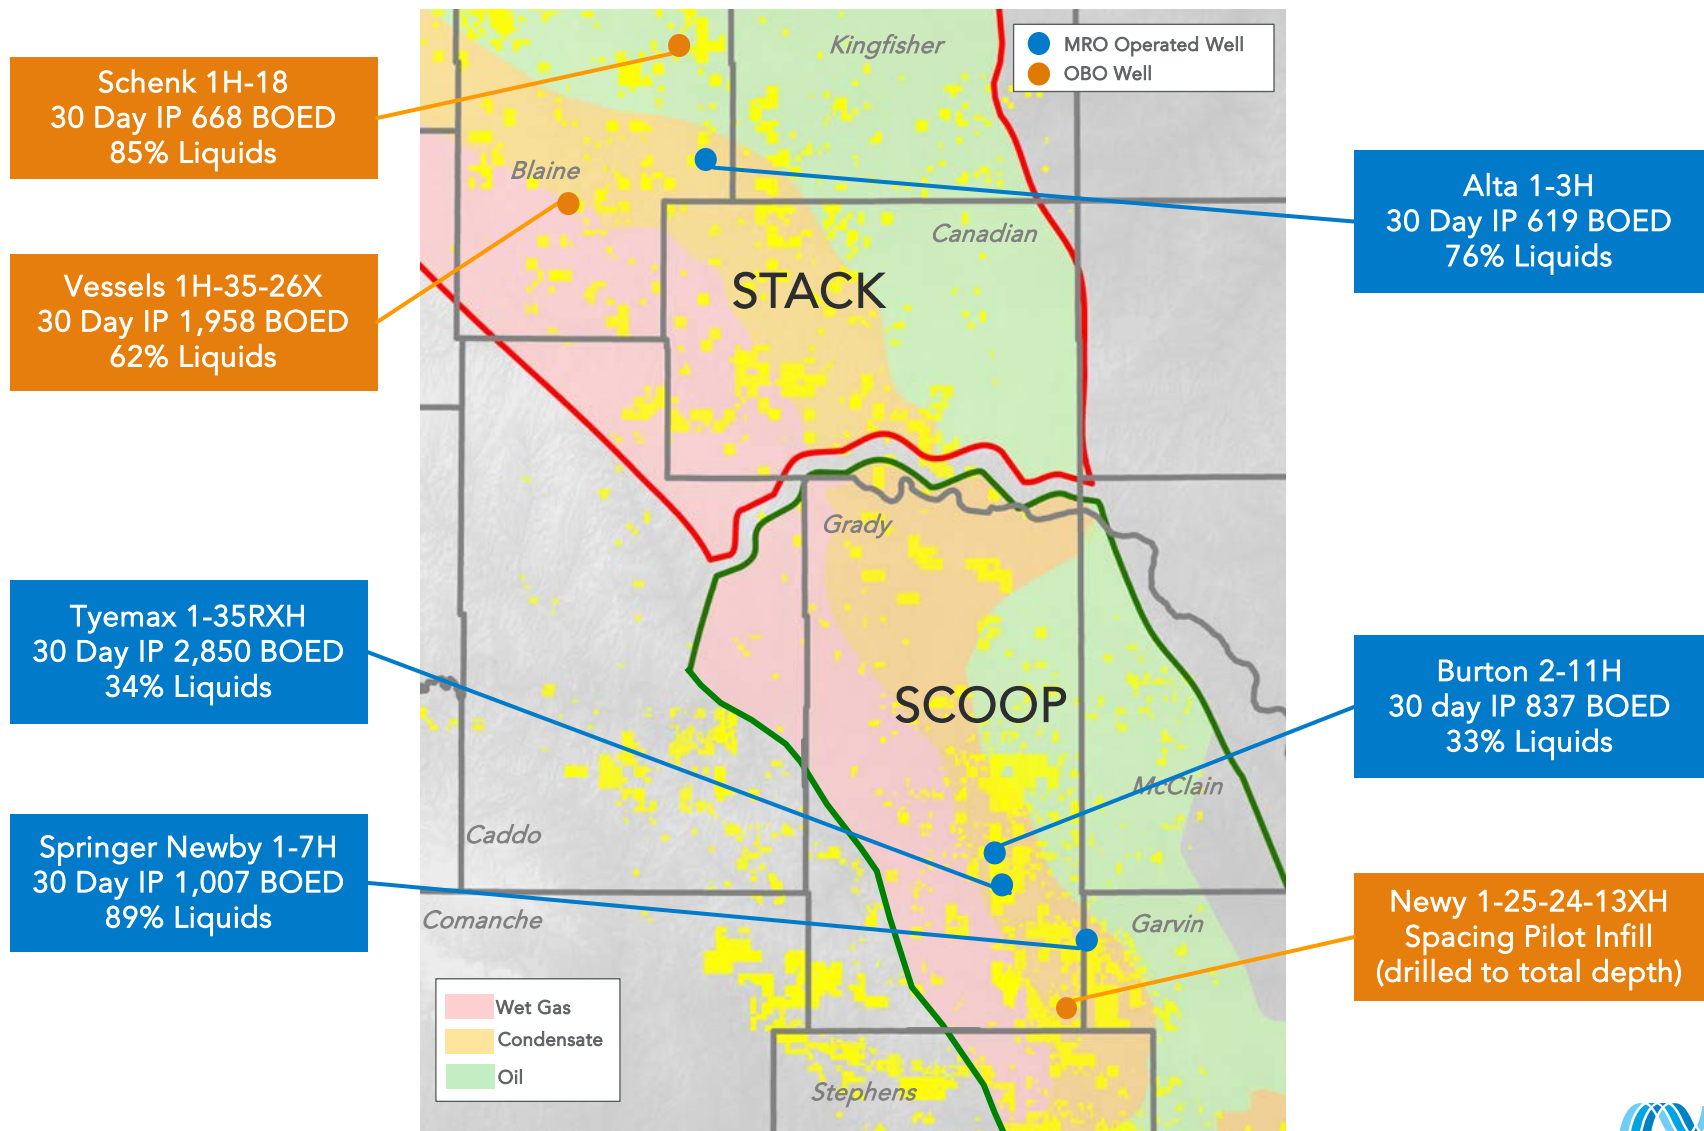 Kingfisher
MRO Operated Well
OBO Well
Schenk 1H-18
30 Day IP 668 BOED
85% Liquids
Blaine
Alta 1-3H
30 Day IP 619 BOED
76% Liquids
Canadian
Vessels 1H-35-26X
30 Day IP 1,958 BOED
62% Liquids
STACK
Grady
Tyemax 1-35RXH
30 Day IP 2,850 BOED
34% Liquids
SCOOP
Burton 2-11H
30 day IP 837 BOED
33% Liquids
McClain
Caddo
Springer Newby 1-7H
30 Day IP 1,007 BOED
89% Liquids
Comanche
Garvin
Newy 1-25-24-13XH
Spacing Pilot Infill
(drilled to total depth)
Wet Gas
Condensate
Oil
Stephens